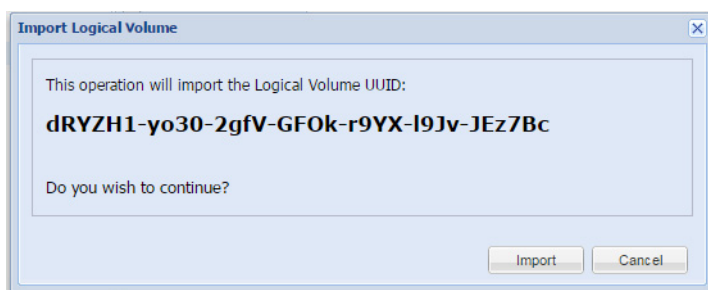 Import Logical Volume
This operation will import the Logical Volume UUID:
dRYZH1-yo30-2gfV-GFOk-r9YX-l9Jv-JEz7Bc
Do you wish to continue?
Import
Cancel